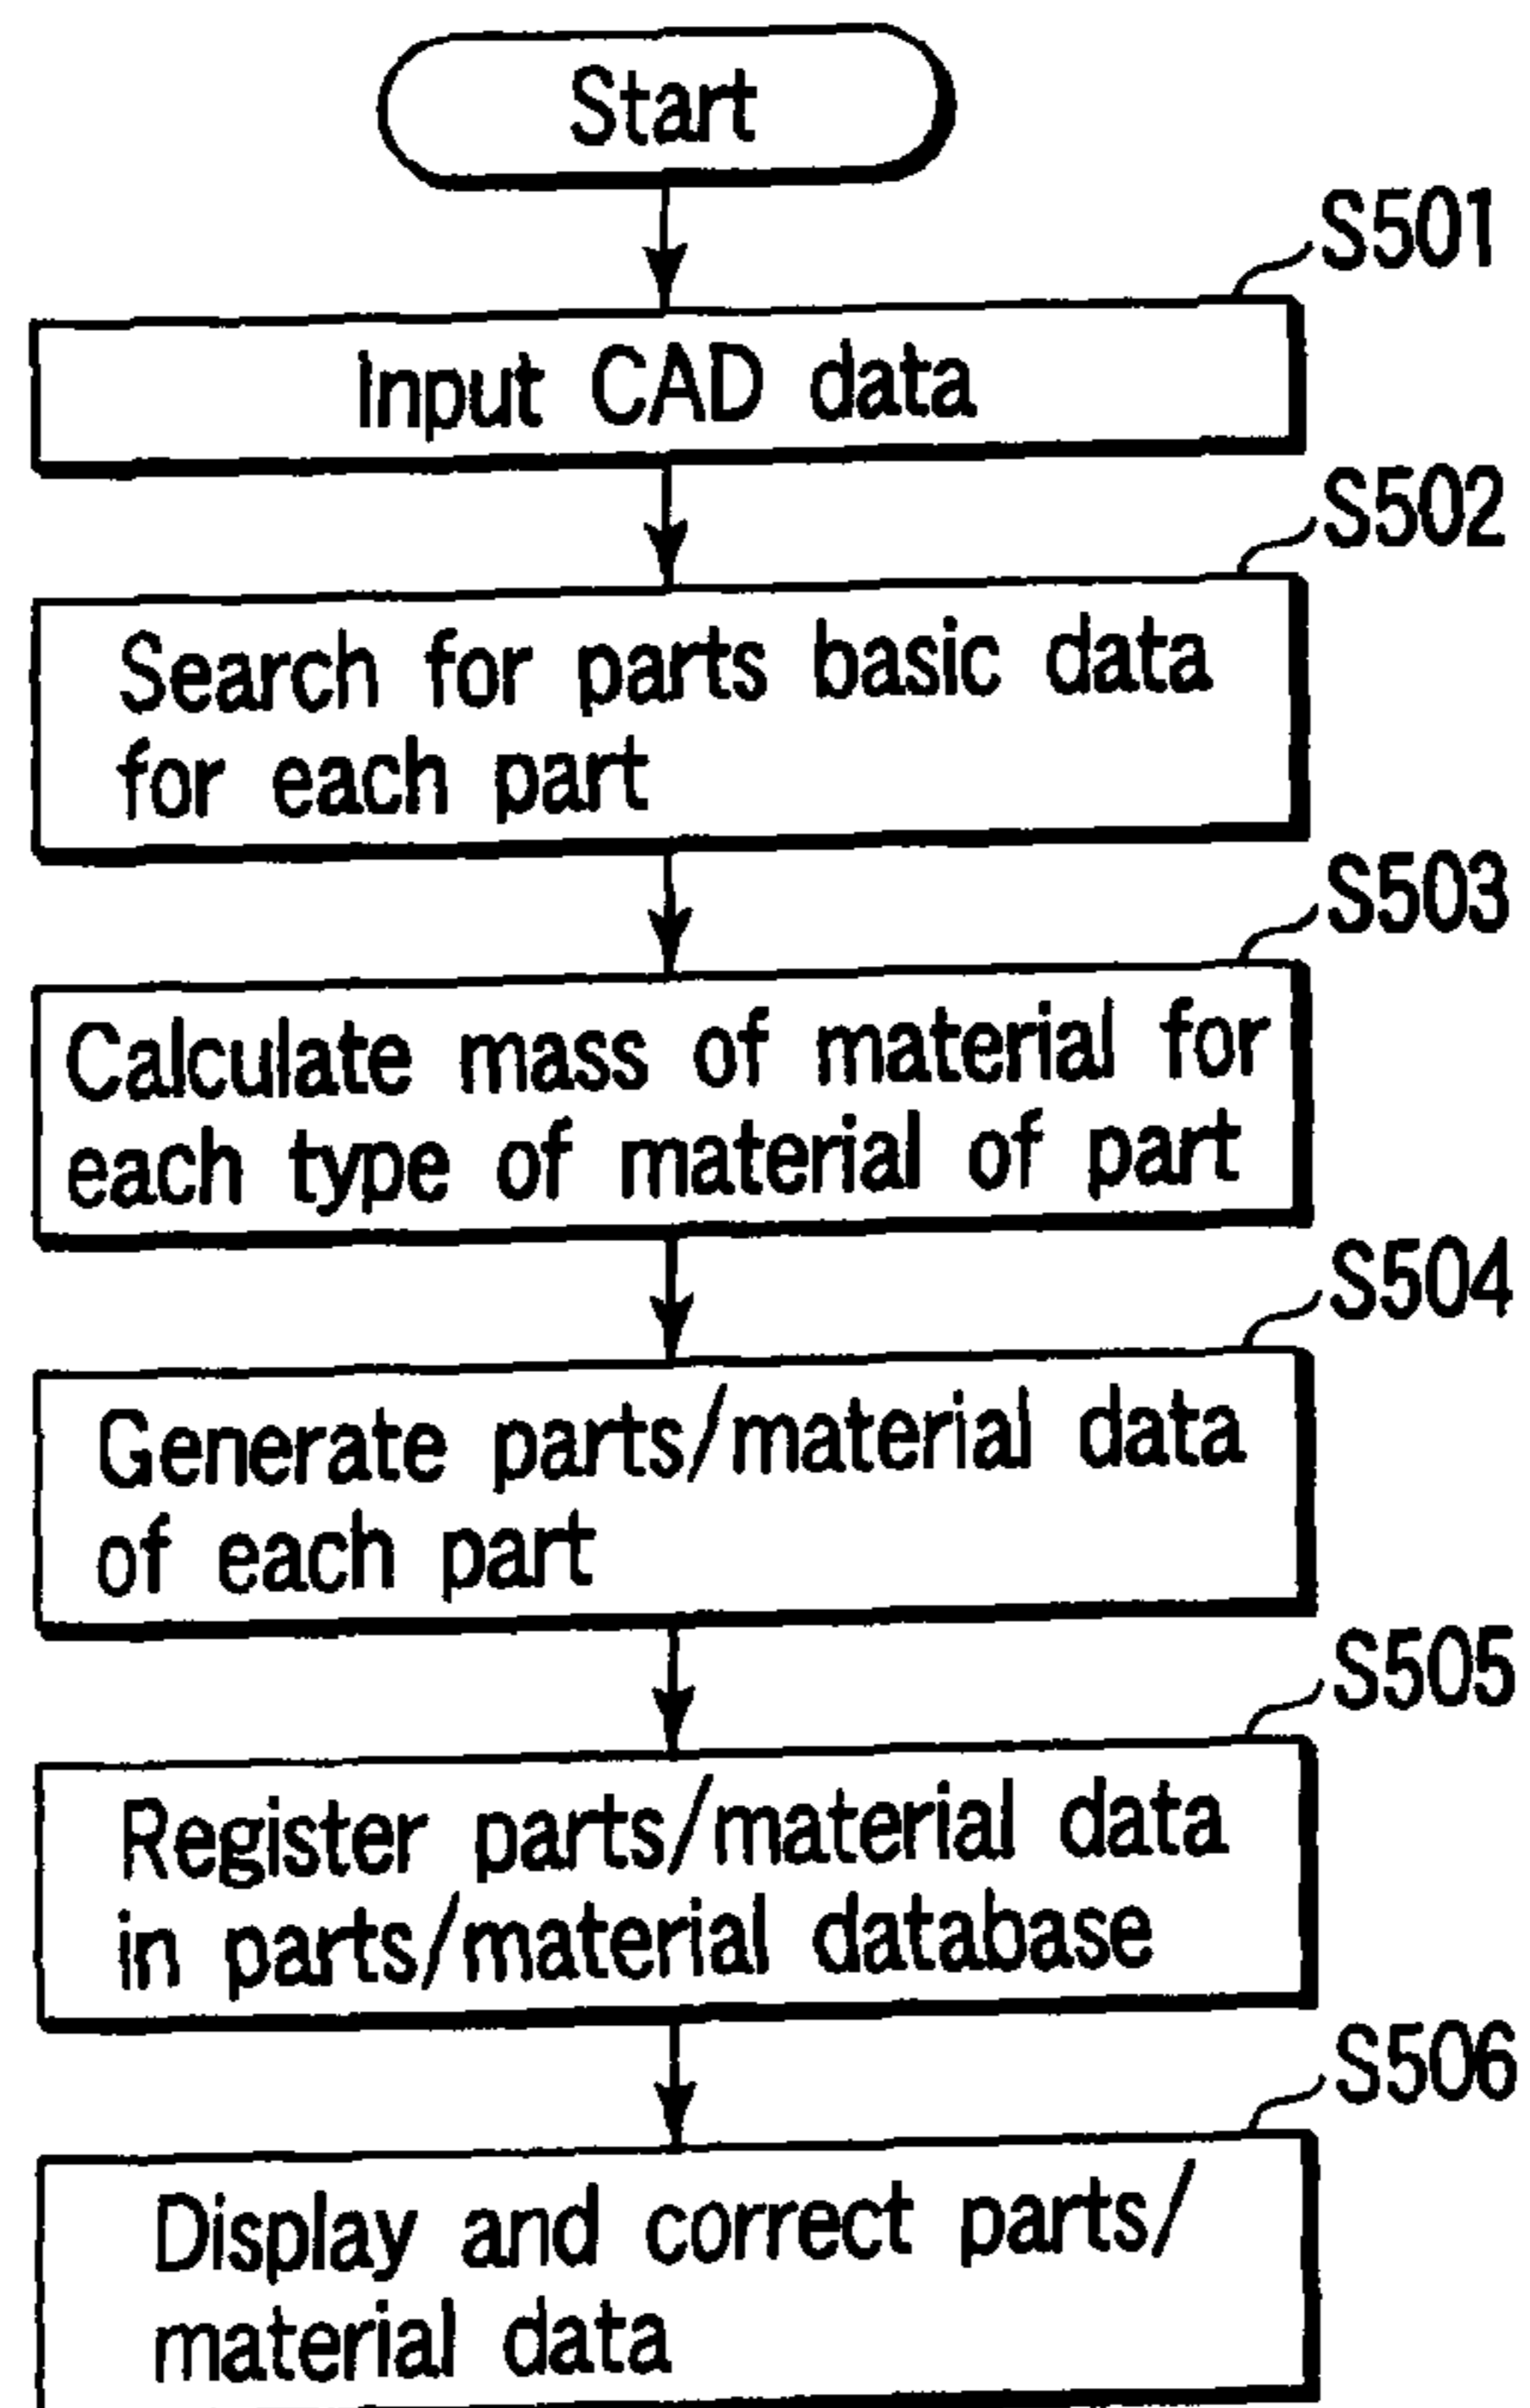 Start
S501
Input CAD data
S502
Search for parts basic data
for each part
S503
Calculate mass of material for
each type of material of part
S504
Generate parts/material data
of each part
S505
Register parts/material data
in parts/material database
S506
Display and correct parts/
material data